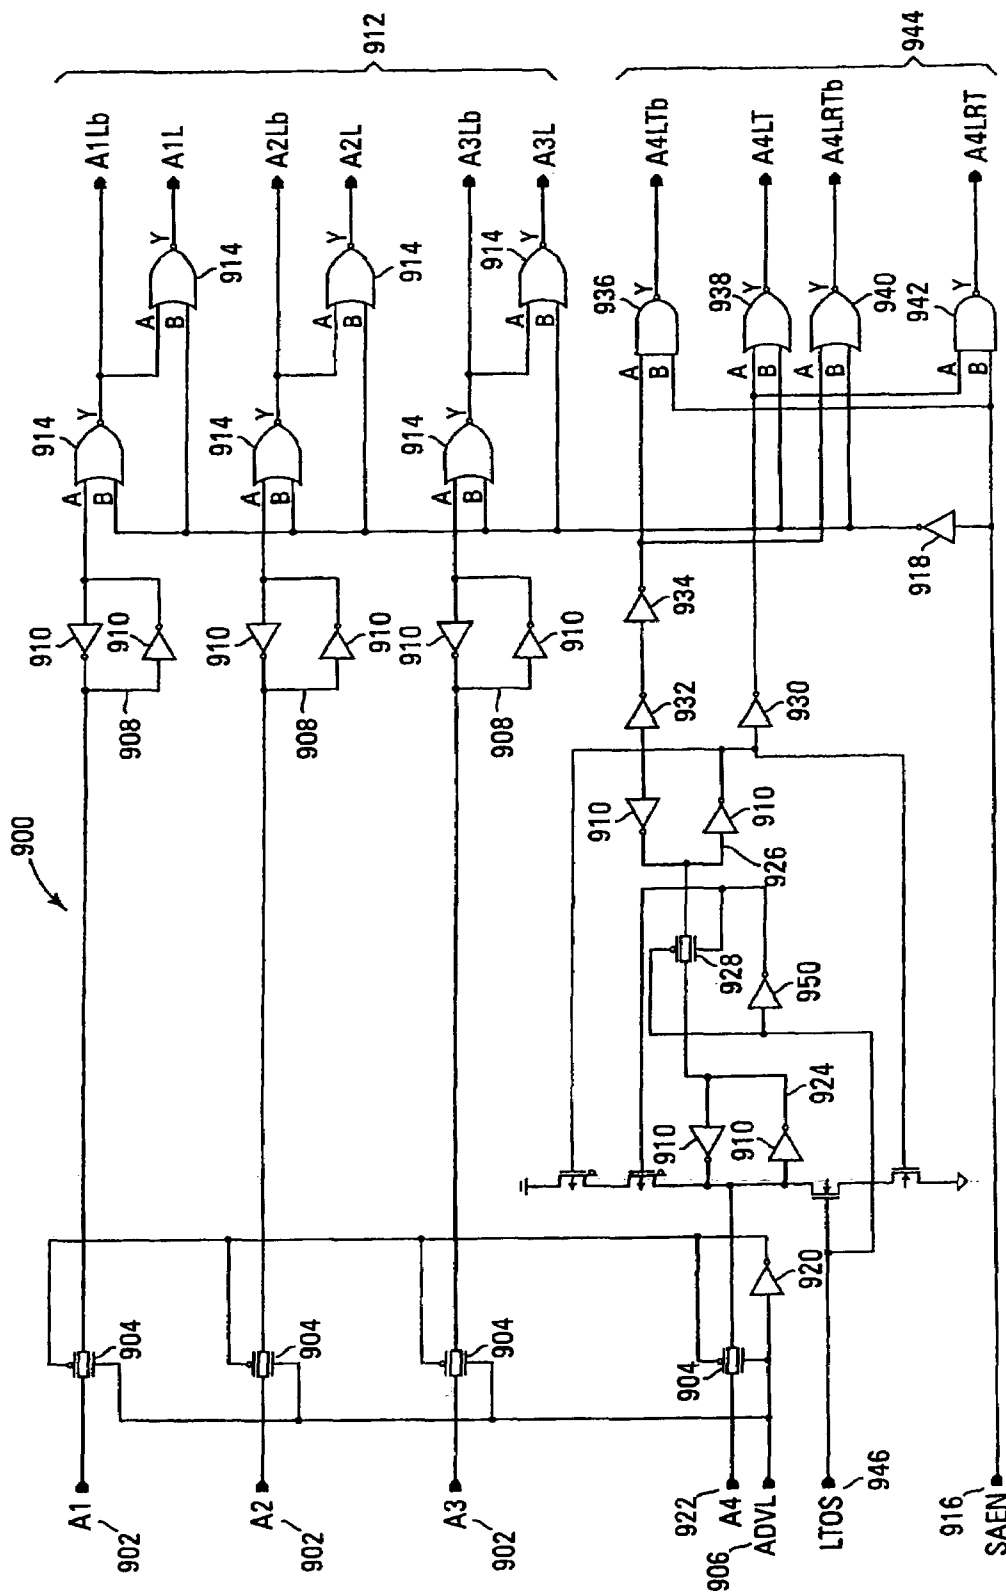 900
910
914
A
B
Y
A1Lb
A1
902
904
908
910
A
B
Y
914
A1L
912
910
914
A
B
Y
A2Lb
A2
902
904
908
910
A
B
Y
914
A2L
910
914
A
B
Y
A3Lb
A3
902
904
908
910
A
B
Y
914
A3L
910
932
934
936
A
B
Y
A4LTb
910
924
928
910
926
922
A4
904
910
950
930
938
A
B
Y
A4LT
944
906
ADVL
920
A
B
Y
940
A4LRTb
LTOS
946
918
942
A
B
Y
A4LRT
916
SAEN